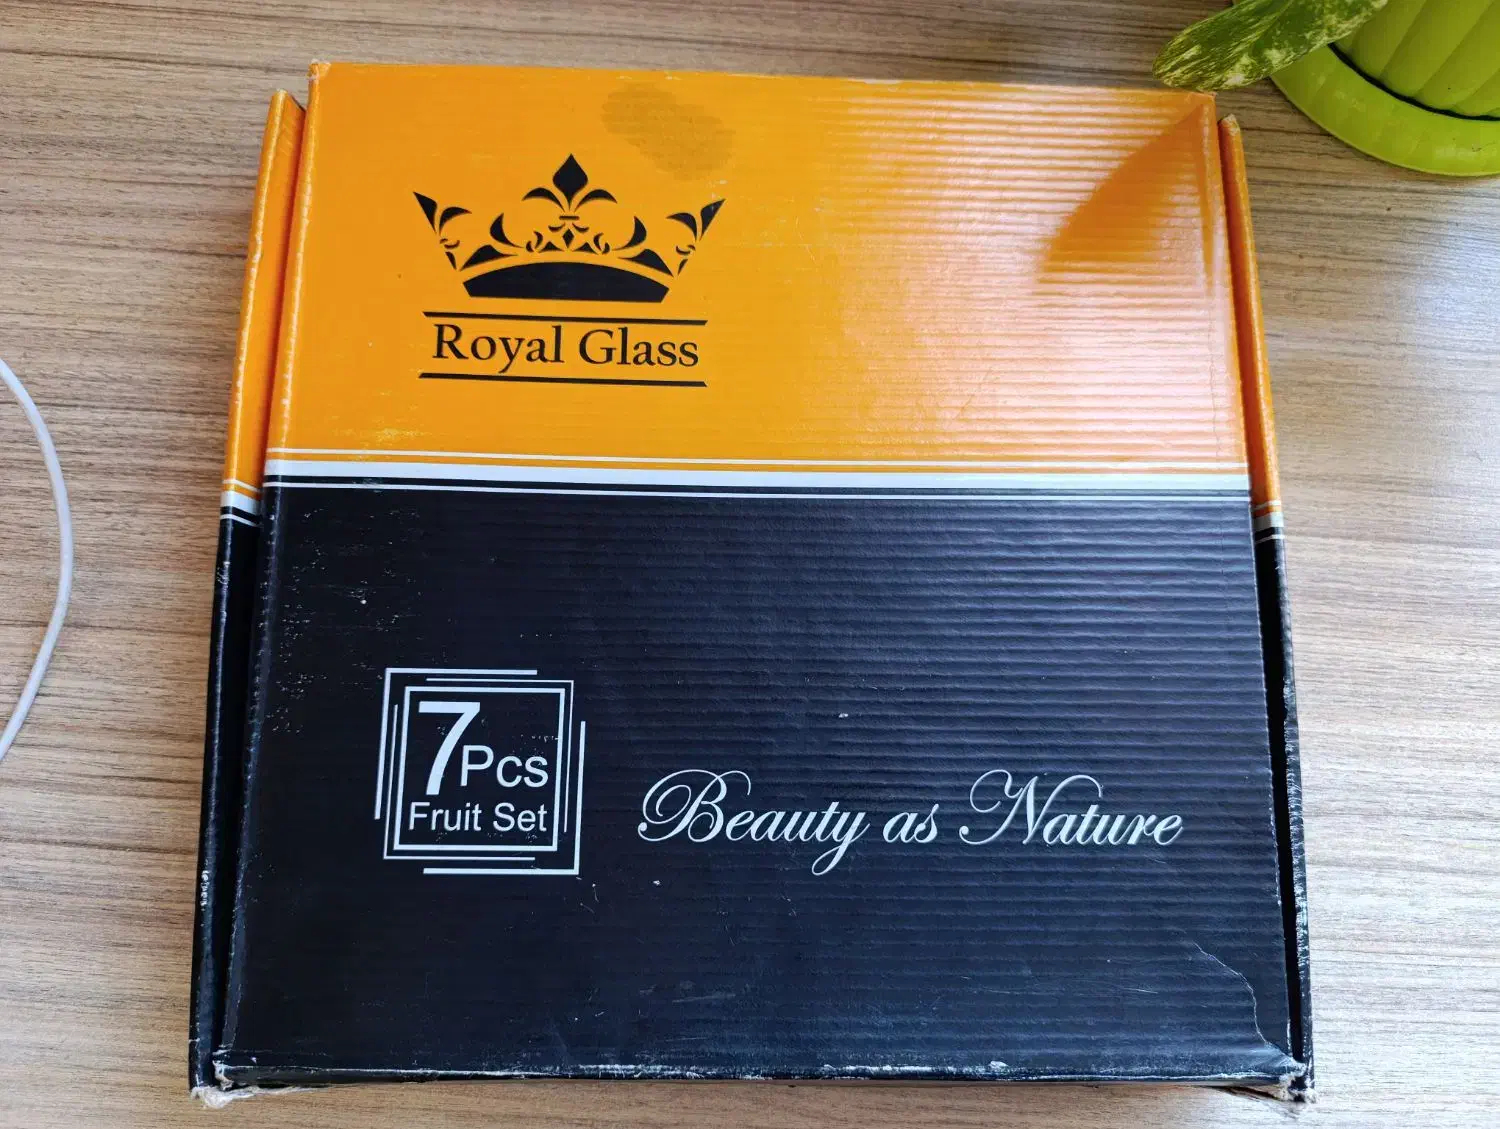 Royal Glass
7Pcs
Fruit Set
Beauty as Nature